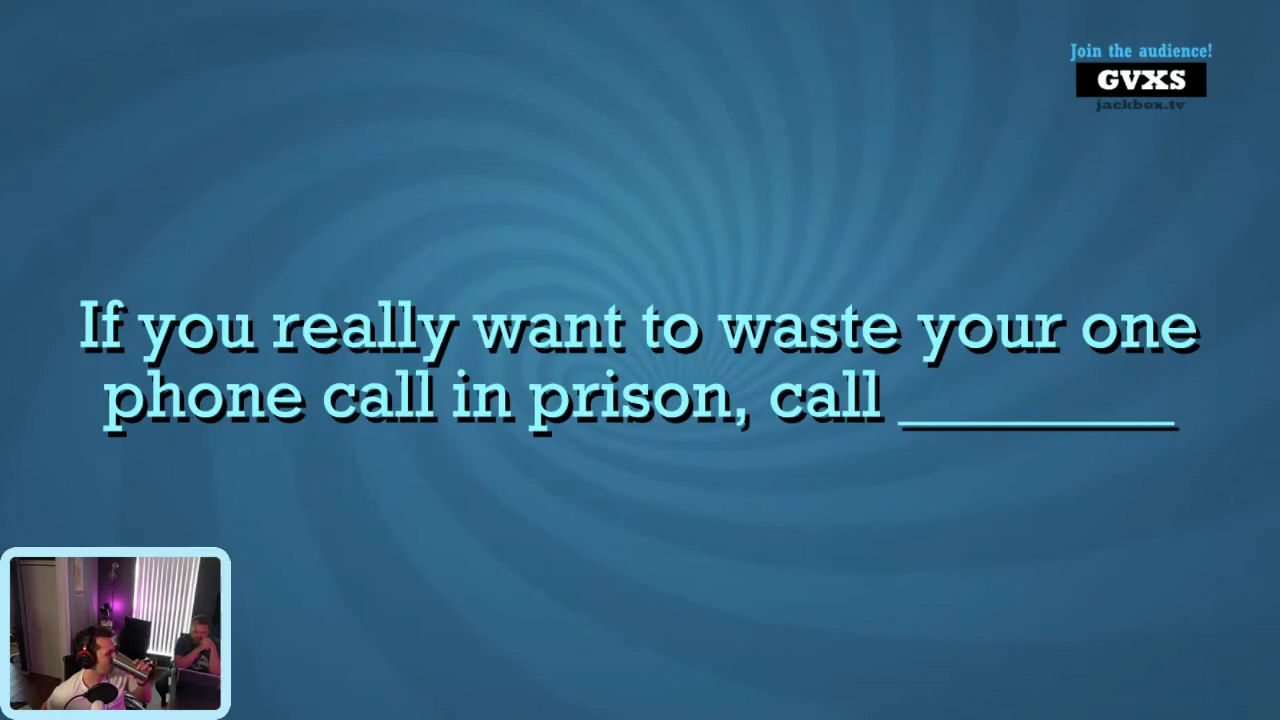 Join the audience!
GVXS
jackbox.tv
If you really want to waste your one
phone call in prison, call __________